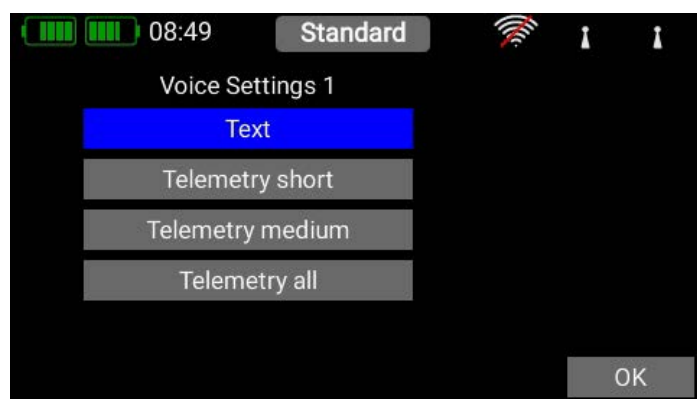 08:49 Standard
Voice Settings 1
Text
Telemetry short
Telemetry medium
Telemetry all
OK